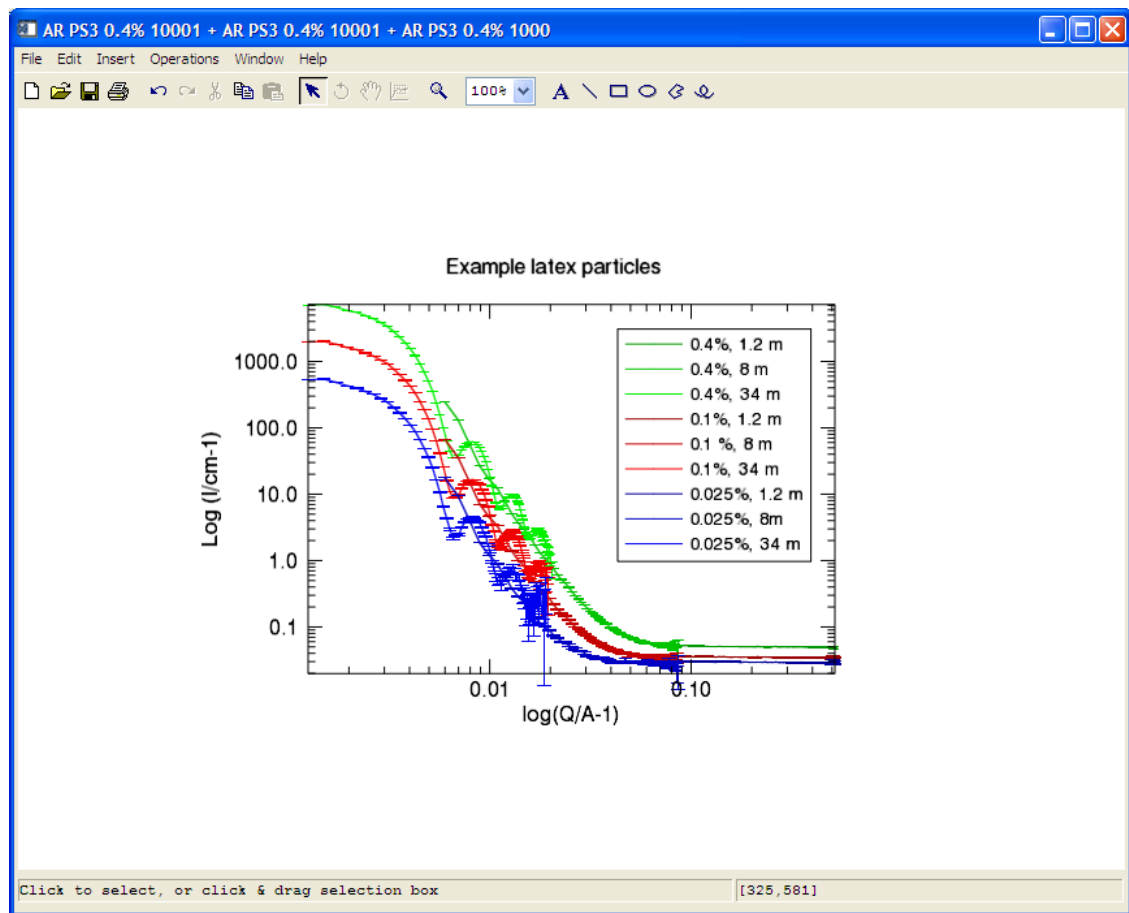 AR PS3 0.4% 10001 + AR PS3 0.4% 10001 + AR PS3 0.4% 1000
File Edit Insert Operations Window Help
100% A
Example latex particles
1000.0
100.0
10.0
1.0
0.1
Log (I/cm-1)
0.4%, 1.2 m
0.4%, 8 m
0.4%, 34 m
0.1%, 1.2 m
0.1 %, 8 m
0.1%, 34 m
0.025%, 1.2 m
0.025%, 8m
0.025%, 34 m
0.01 0.10
log(Q/A-1)
Click to select, or click & drag selection box [325,581]